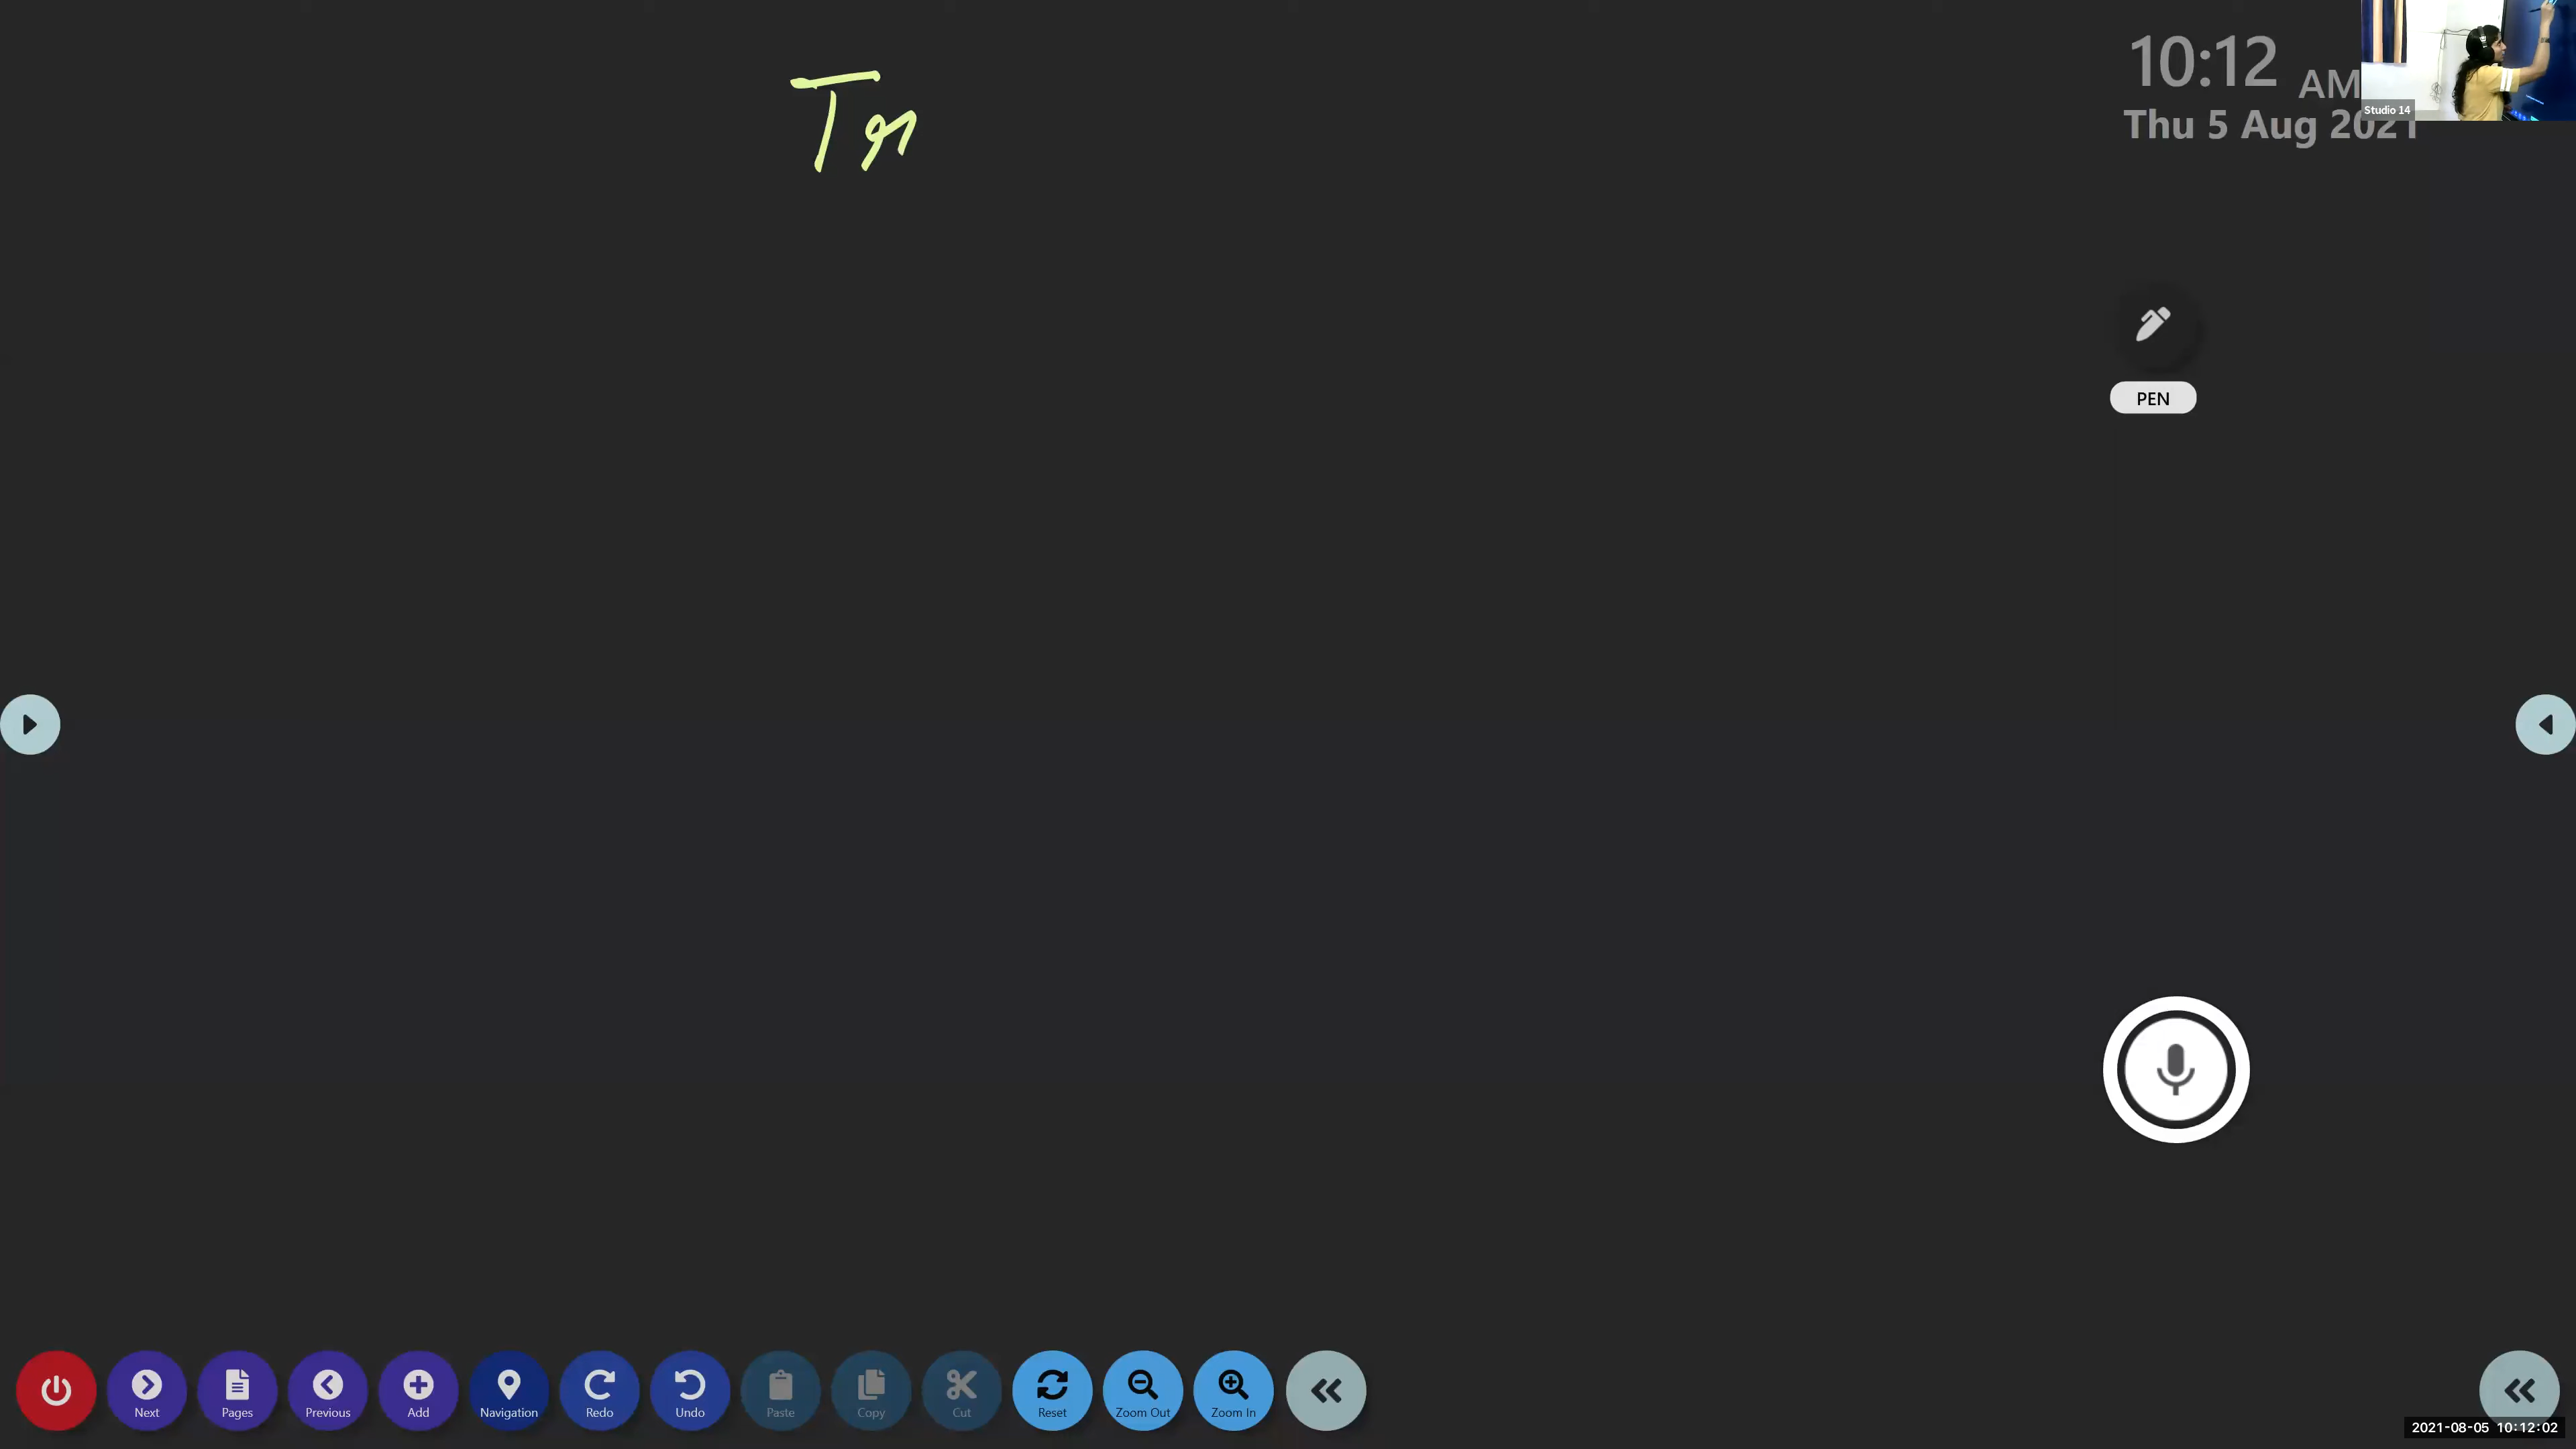 Tr
10:12 AM
Studio 14
Thu 5 Aug 2021
PEN
Next
Pages
Previous
Add
Navigation
Redo
Undo
Paste
Copy
Cut
Reset
Zoom Out
Zoom In
2021-08-05 10:12:02